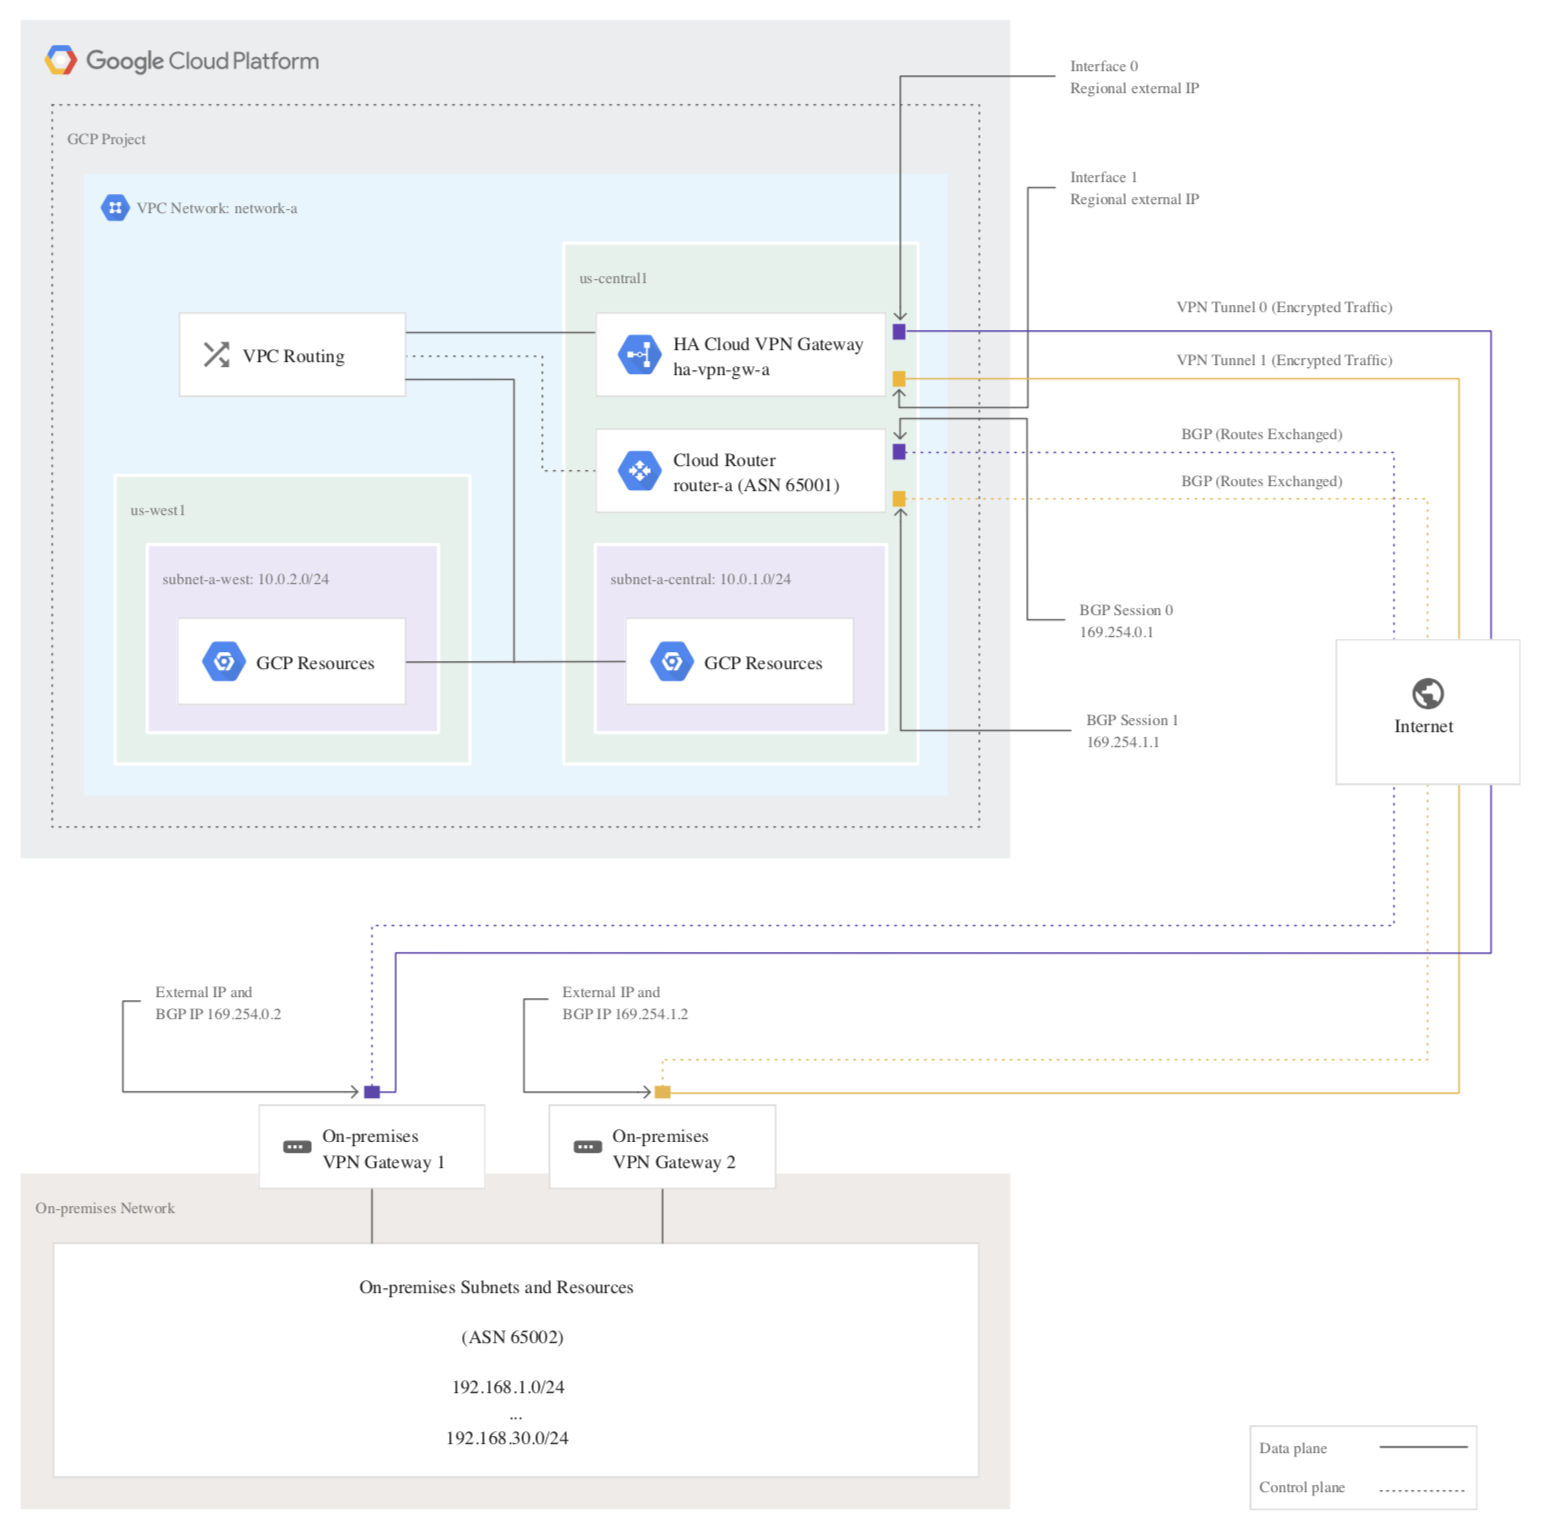 Google Cloud Platform
GCP Project
VPC Network: network-a
us-central1
VPC Routing
HA Cloud VPN Gateway
ha-vpn-gw-a
Cloud Router
router-a (ASN 65001)
us-west1
subnet-a-west: 10.0.2.0/24
GCP Resources
subnet-a-central: 10.0.1.0/24
GCP Resources
Interface 0
Regional external IP
Interface 1
Regional external IP
VPN Tunnel 0 (Encrypted Traffic)
VPN Tunnel 1 (Encrypted Traffic)
BGP (Routes Exchanged)
BGP (Routes Exchanged)
BGP Session 0
169.254.0.1
BGP Session 1
169.254.1.1
Internet
External IP and
BGP IP 169.254.0.2
External IP and
BGP IP 169.254.1.2
On-premises
VPN Gateway 1
On-premises
VPN Gateway 2
On-premises Network
On-premises Subnets and Resources
(ASN 65002)
192.168.1.0/24
...
192.168.30.0/24
Data plane
Control plane